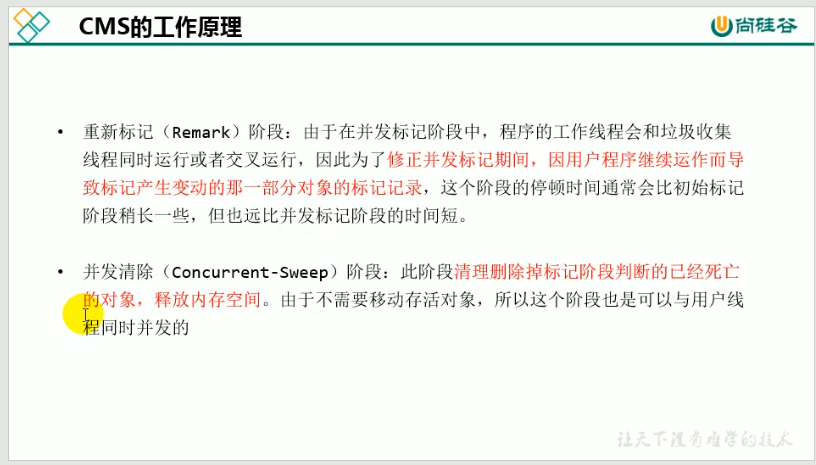 CMS的工作原理
尚硅谷
• 重新标记（Remark）阶段：由于在并发标记阶段中，程序的工作线程会和垃圾收集
线程同时运行或者交叉运行，因此为了修正并发标记期间，因用户程序继续运作而导
致标记产生变动的那一部分对象的标记记录，这个阶段的停顿时间通常会比初始标记
阶段稍长一些，但也远比并发标记阶段的时间短。
• 并发清除（Concurrent-Sweep）阶段：此阶段清理删除掉标记阶段判断的已经死亡
的对象，释放内存空间。由于不需要移动存活对象，所以这个阶段也是可以与用户线
程同时并发的
让天下没有难学的技术